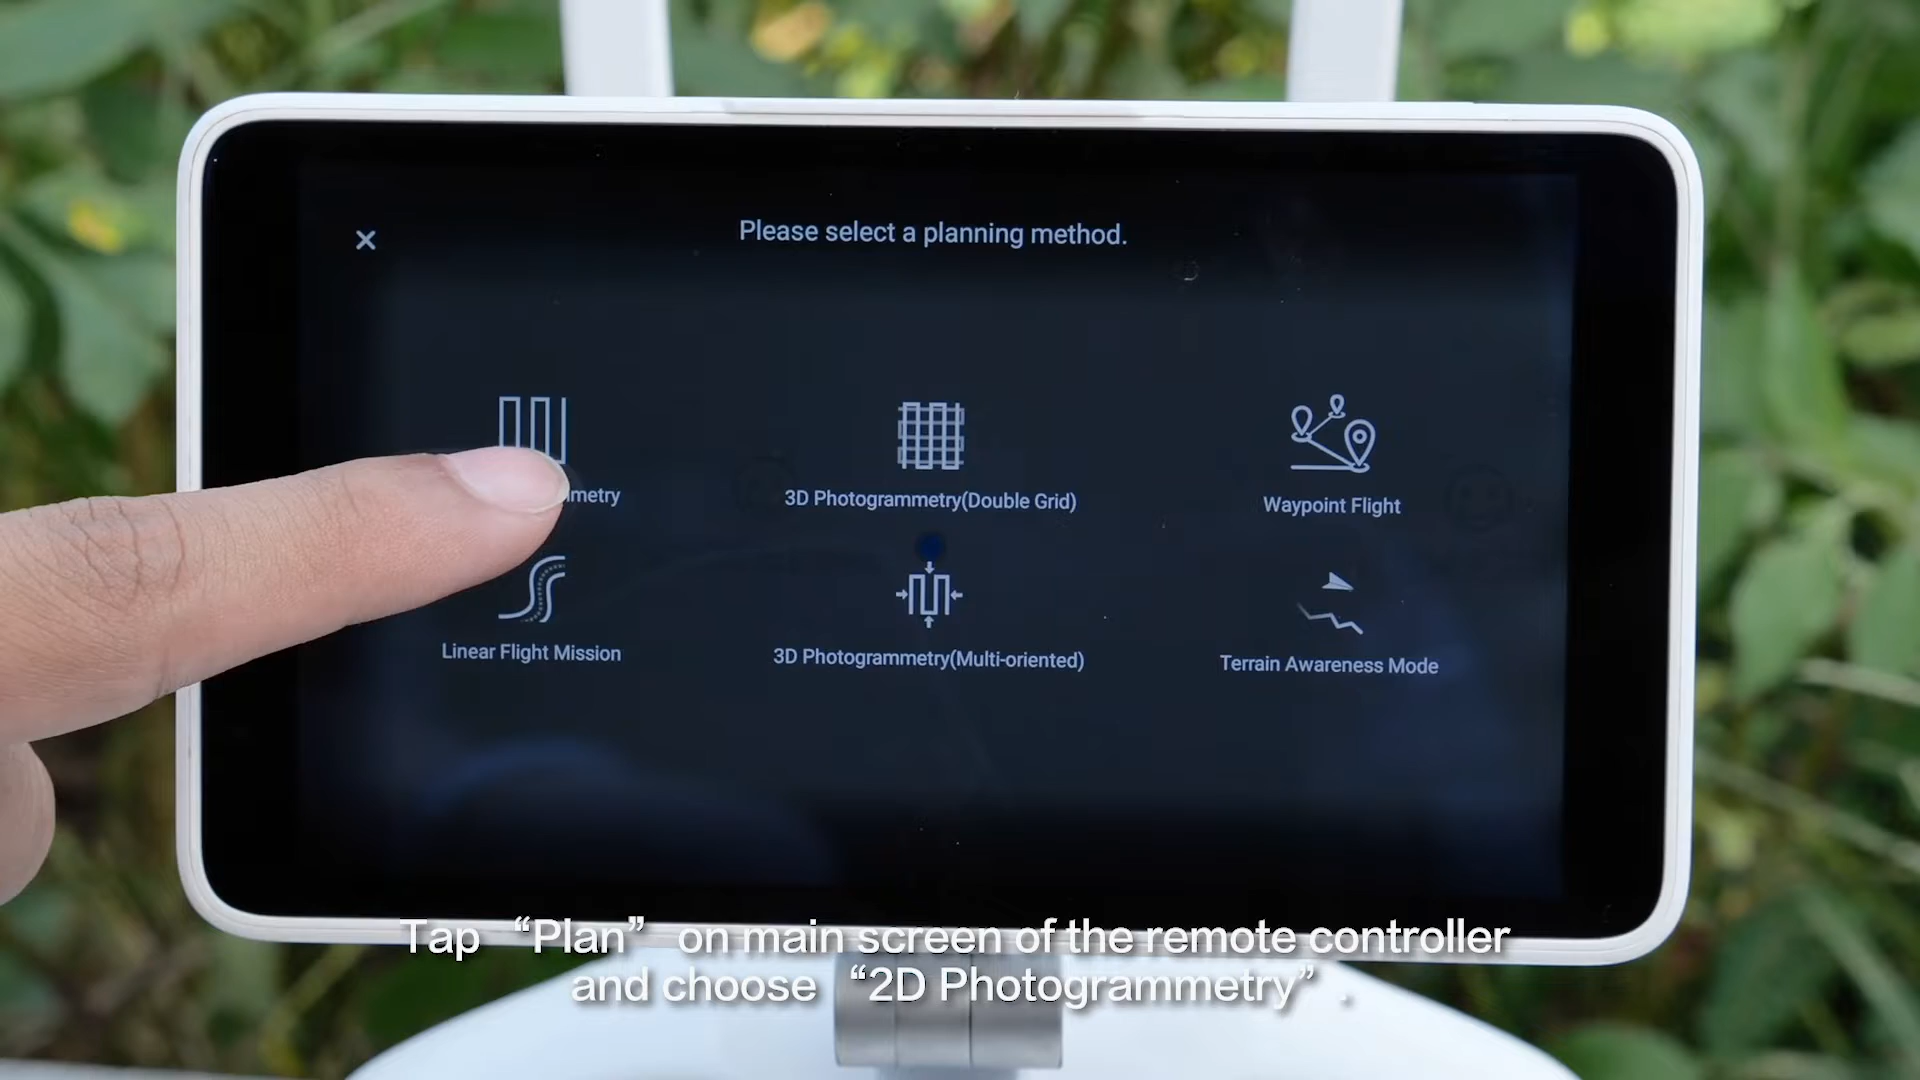 Please select a planning method.
metry
3D Photogrammetry(Double Grid)
Waypoint Flight
Linear Flight Mission
3D Photogrammetry(Multi-oriented)
Terrain Awareness Mode
Tap “Plan” on main screen of the remote controller
and choose “2D Photogrammetry”.